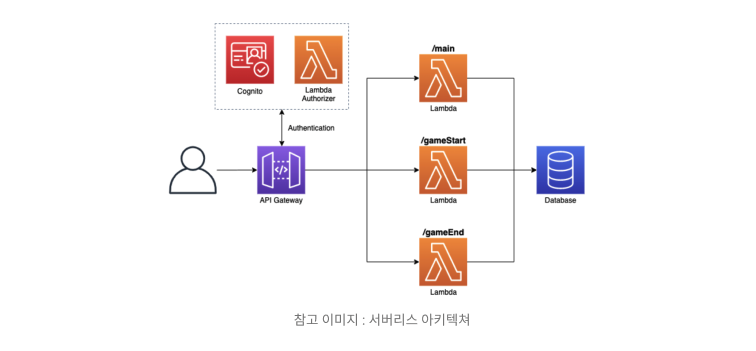 /main
Cognito
Lambda
Authorizer
Lambda
Authentication
/gameStart
API Gateway
Lambda
Database
/gameEnd
Lambda
참고 이미지 : 서버리스 아키텍쳐